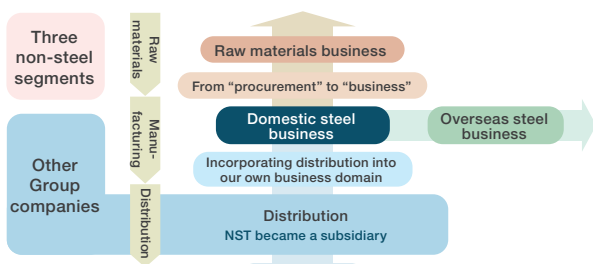 Three
non-steel
segments
Raw
materials
Raw materials business
From “procurement” to “business”
Manu-
facturing
Domestic steel
business
Overseas steel
business
Other
Group
companies
Incorporating distribution into
our own business domain
Distribution
Distribution
NST became a subsidiary